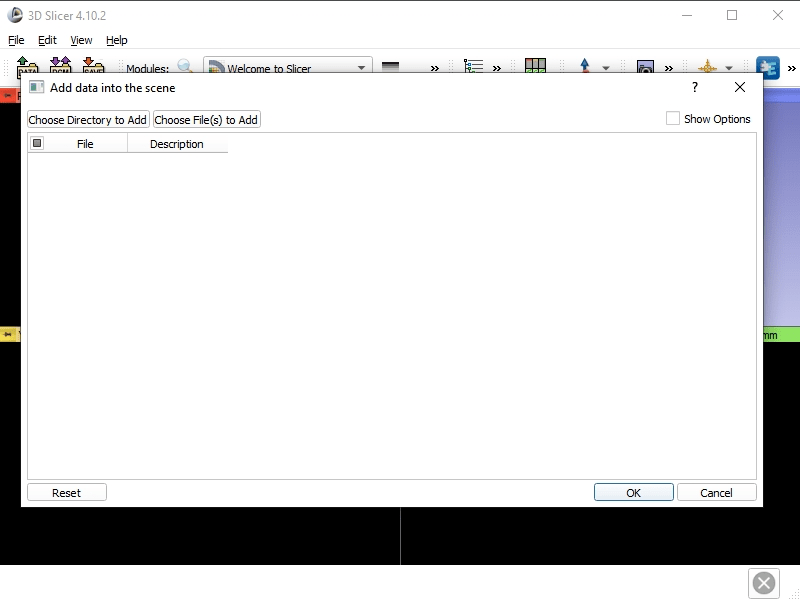 3D Slicer 4.10.2
File Edit View Help
DATA DCM SAVE Modules: Welcome to Slicer
Add data into the scene
?
Choose Directory to Add Choose File(s) to Add Show Options
File Description
mm
Reset OK Cancel